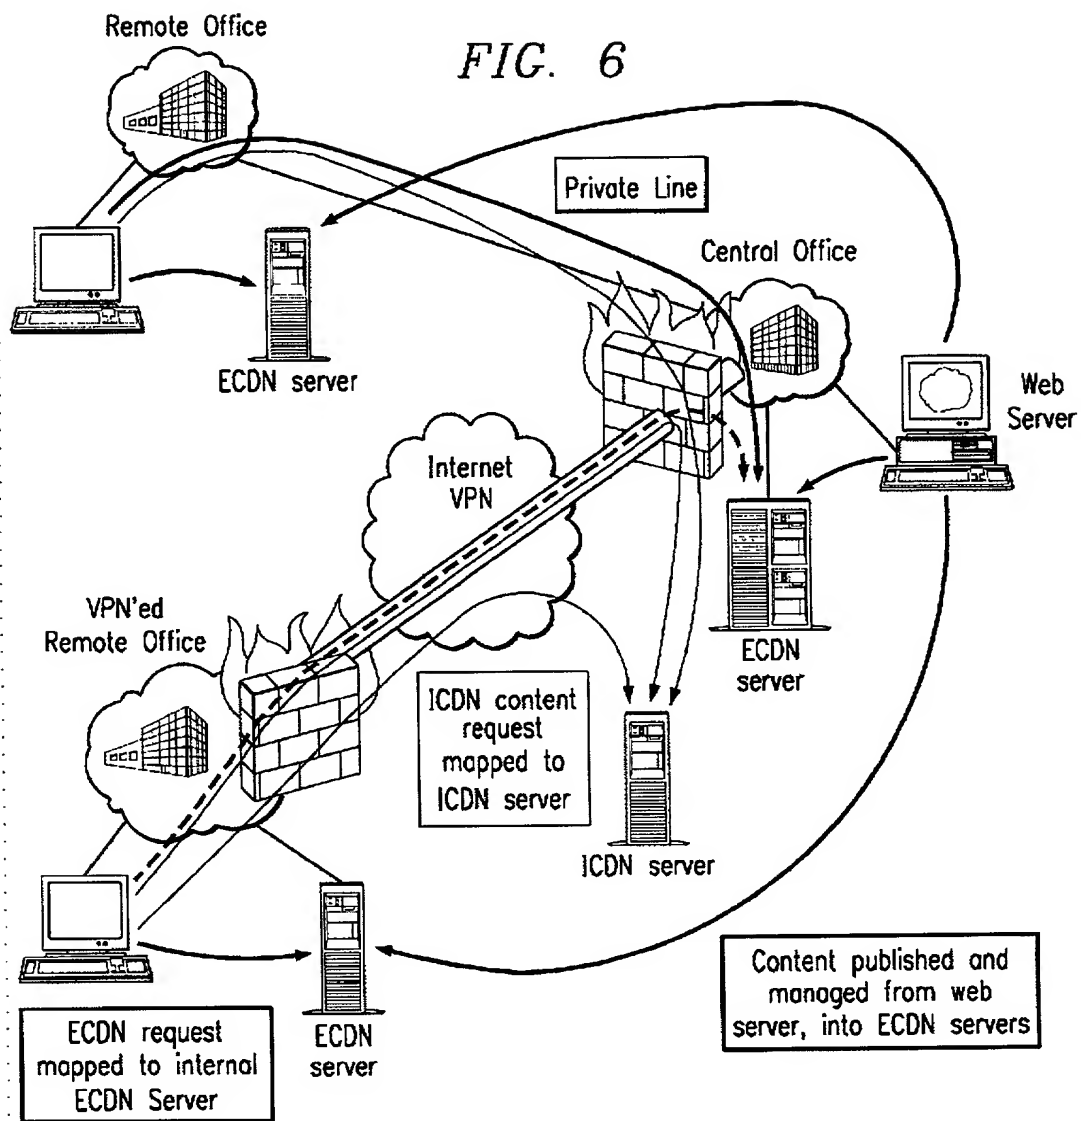 Remote Office
FIG. 6
Private Line
Central Office
ECDN server
Web
Server
Internet
VPN
VPN'ed
Remote Office
ECDN
server
ICDN content
request
mapped to
ICDN server
ICDN server
ECDN request
mapped to internal
ECDN Server
ECDN
server
Content published and
managed from web
server, into ECDN servers